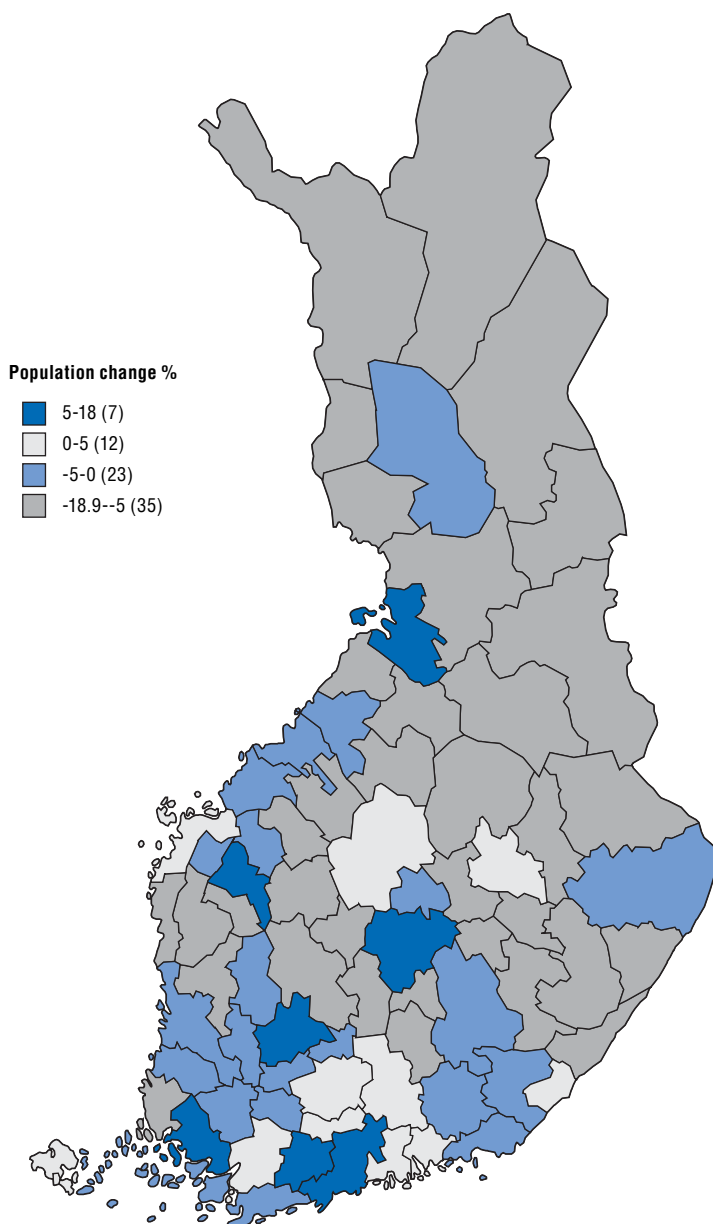 Population change %
5-18 (7)
0-5 (12)
-5-0 (23)
-18.9--5 (35)